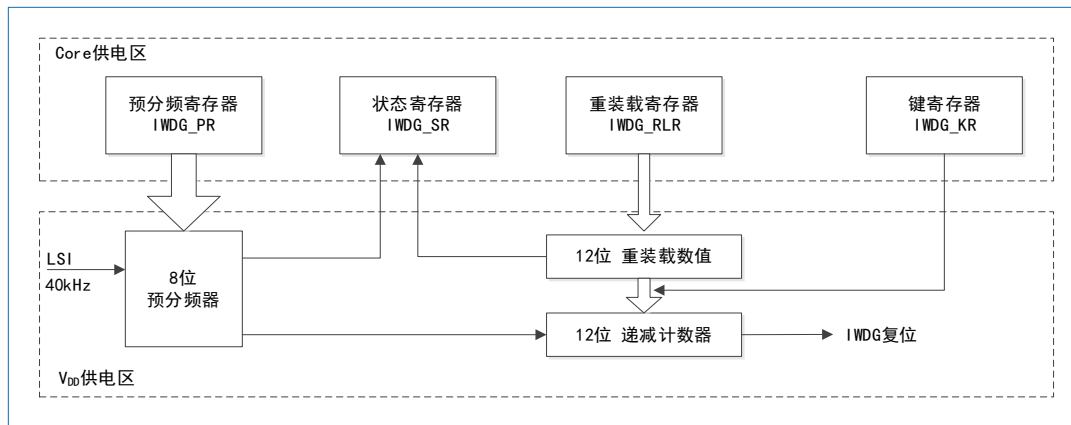 Core供电区
预分频寄存器
IWDG_PR
状态寄存器
IWDG_SR
重装载寄存器
IWDG_RLR
键寄存器
IWDG_KR
LSI
40kHz
8位
预分频器
12位 重装载数值
12位 递减计数器
IWDG复位
VDD供电区